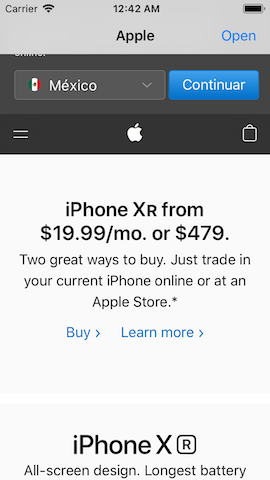 Carrier 12:42 AM
Apple Open
México Continuar
iPhone XR from
$19.99/mo. or $479.
Two great ways to buy. Just trade in
your current iPhone online or at an
Apple Store.*
Buy › Learn more ›
iPhone X R
All-screen design. Longest battery